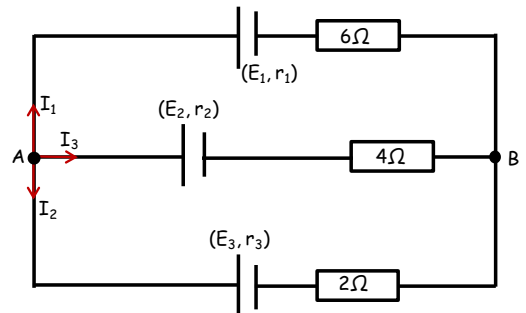 6Ω
(E₁, r₁)
I₁
(E₂, r₂)
A
I₃
4Ω
B
I₂
(E₃, r₃)
2Ω